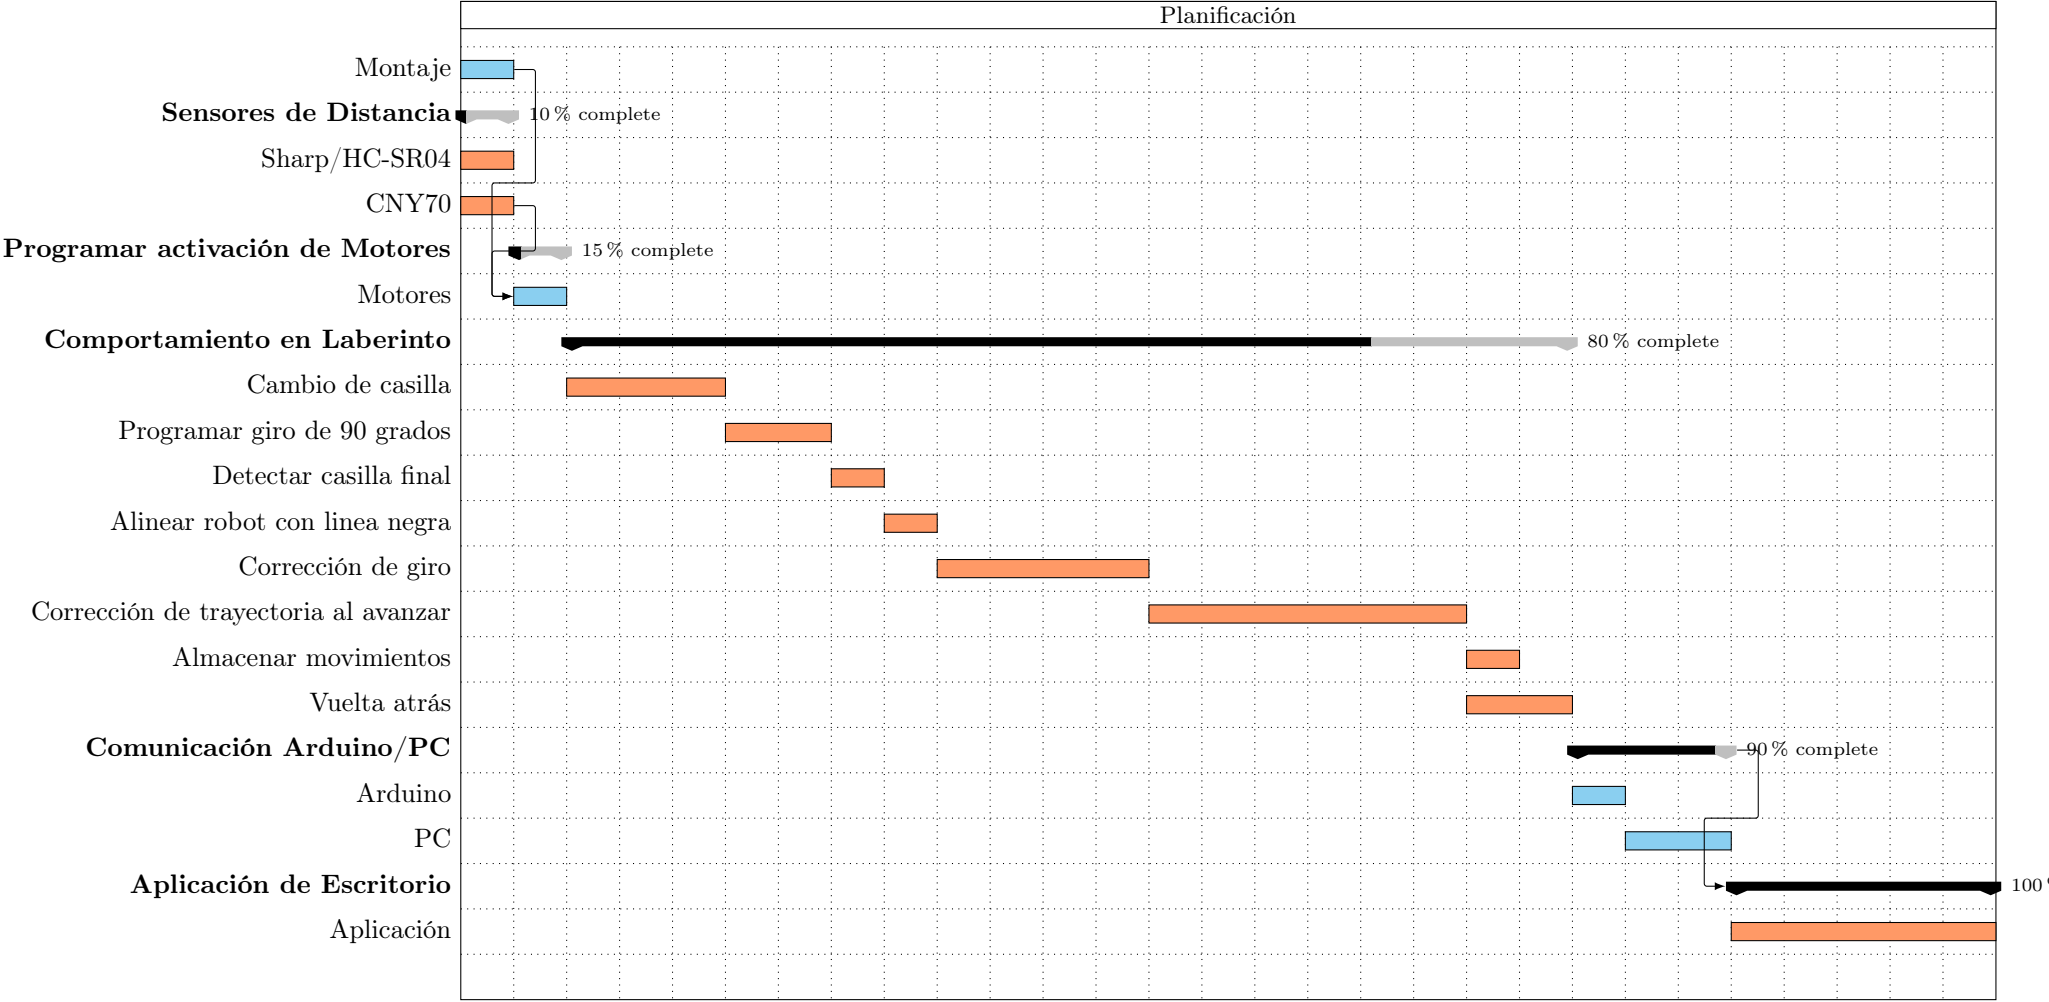 Planificación
Montaje
Sensores de Distancia 10 % complete
Sharp/HC-SR04
CNY70
Programar activación de Motores 15 % complete
Motores
Comportamiento en Laberinto 80 % complete
Cambio de casilla
Programar giro de 90 grados
Detectar casilla final
Alinear robot con linea negra
Corrección de giro
Corrección de trayectoria al avanzar
Almacenar movimientos
Vuelta atrás
Comunicación Arduino/PC 90 % complete
Arduino
PC
Aplicación de Escritorio 100
Aplicación